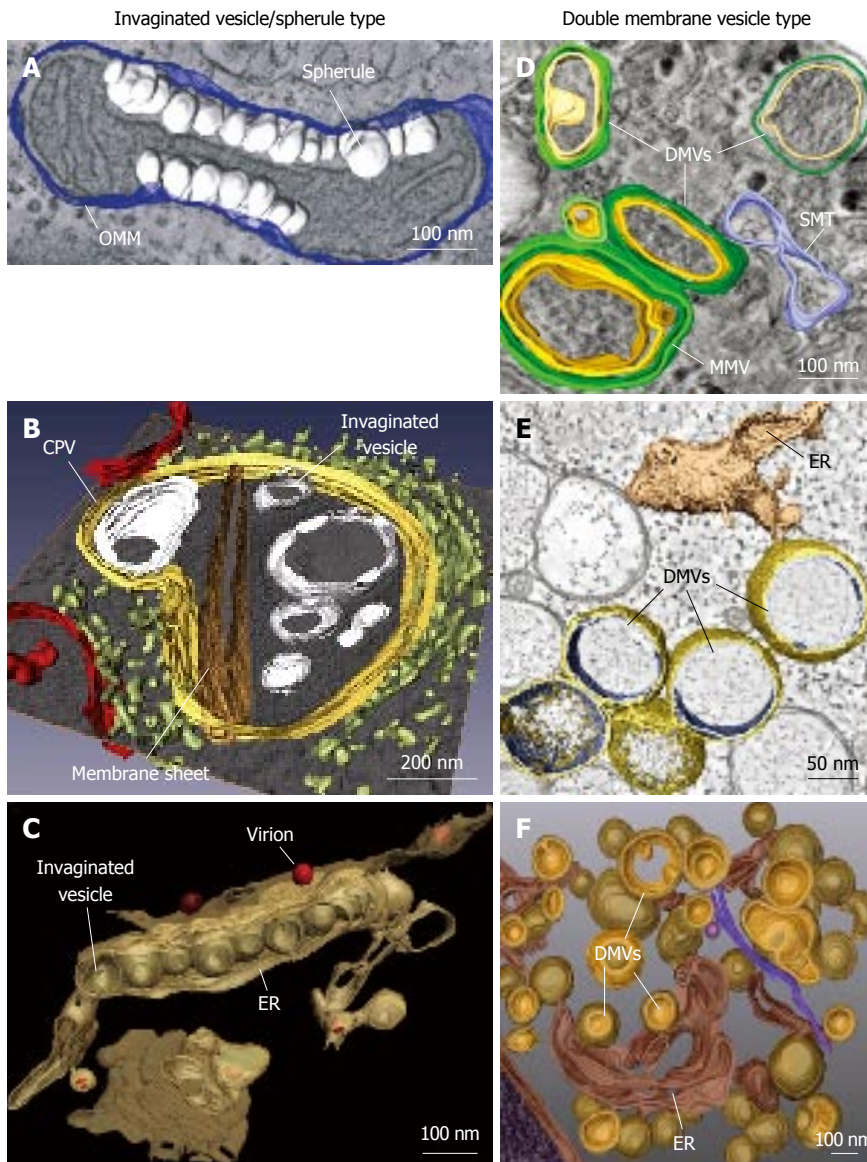 Invaginated vesicle/spherule type
Double membrane vesicle type
A
Spherule
OMM
100 nm
D
DMVs
SMT
MMV
100 nm
B
CPV
Invaginated
vesicle
Membrane sheet
200 nm
E
ER
DMVs
50 nm
C
Virion
Invaginated
vesicle
ER
100 nm
F
DMVs
ER
100 nm